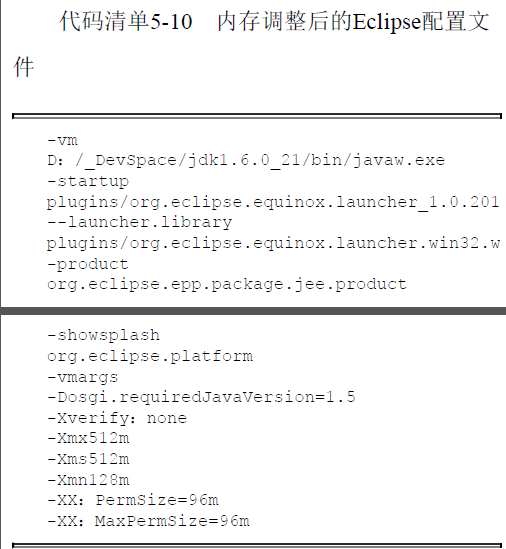 代码清单5-10 内存调整后的Eclipse配置文
件
-vm
D：/_DevSpace/jdk1.6.0_21/bin/javaw.exe
-startup
plugins/org.eclipse.equinox.launcher_1.0.201
--launcher.library
plugins/org.eclipse.equinox.launcher.win32.w
-product
org.eclipse.epp.package.jee.product
-showsplash
org.eclipse.platform
-vmargs
-Dosgi.requiredJavaVersion=1.5
-Xverify：none
-Xmx512m
-Xms512m
-Xmn128m
-XX：PermSize=96m
-XX：MaxPermSize=96m